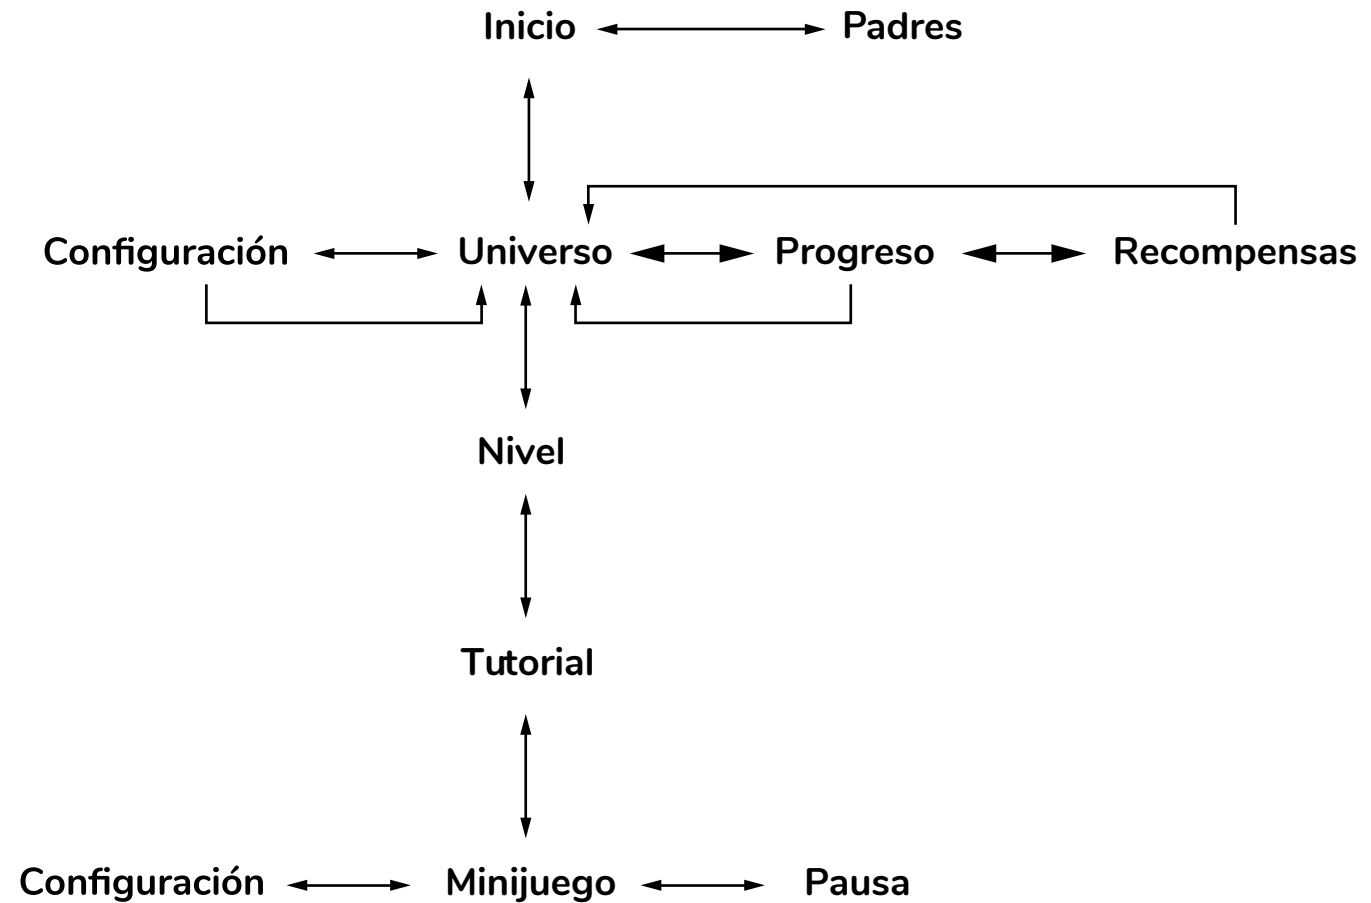 Inicio
Padres
Configuración
Universo
Progreso
Recompensas
Nivel
Tutorial
Configuración
Minijuego
Pausa